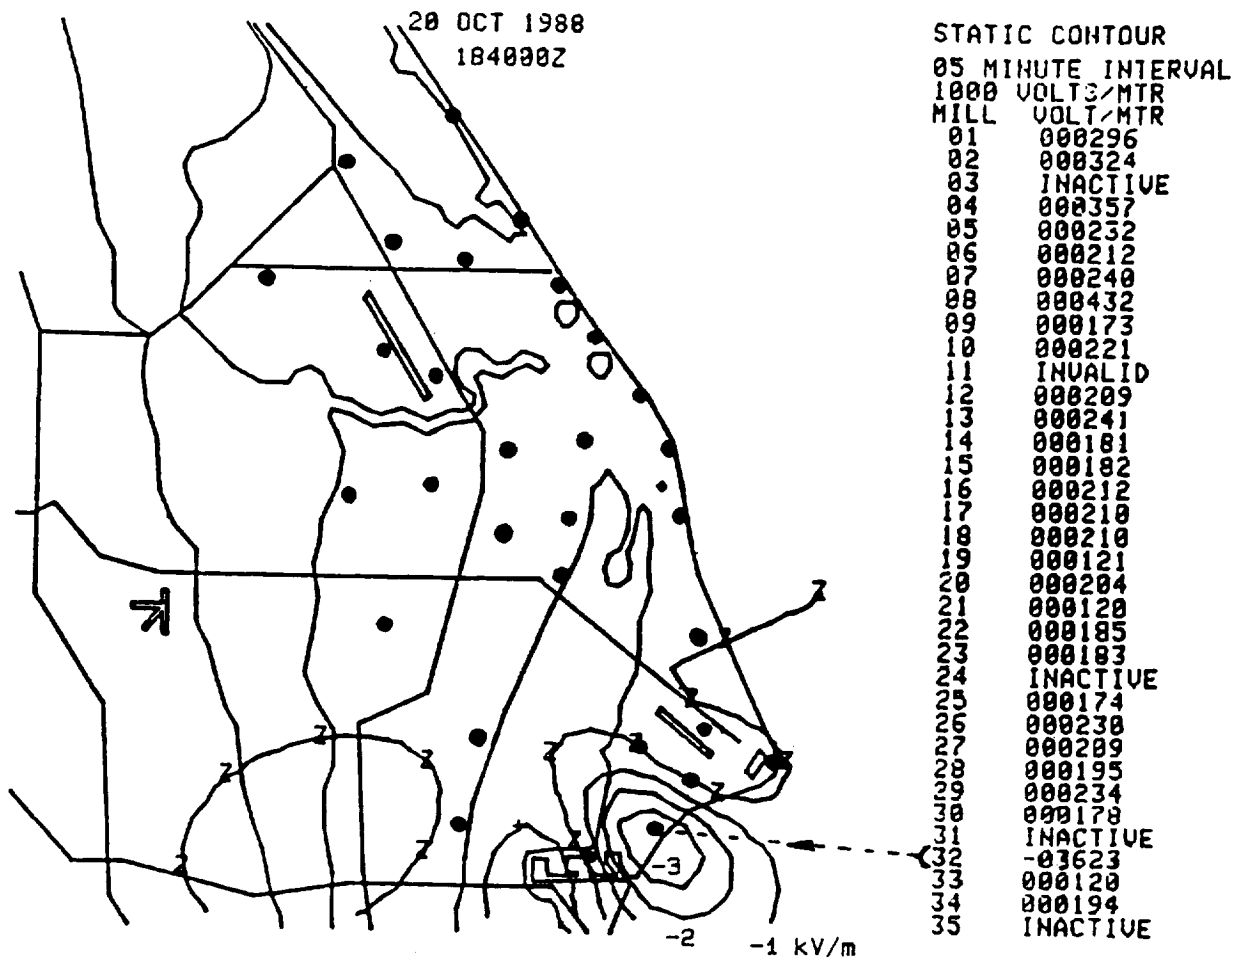 20 OCT 1988
184000Z
STATIC CONTOUR
05 MINUTE INTERVAL
1000 VOLTS/MTR
MILL VOLT/MTR
01 000296
02 000324
03 INACTIVE
04 000357
05 000232
06 000212
07 000240
08 000432
09 000173
10 000221
11 INVALID
12 000209
13 000241
14 000181
15 000182
16 000212
17 000210
18 000210
19 000121
20 000204
21 000120
22 000185
23 000183
24 INACTIVE
25 000174
26 000230
27 000209
28 000195
29 000234
30 000178
31 INACTIVE
32 -03623
33 000120
34 000194
35 INACTIVE
Z
Z
Z
Z
Z
Z
Z
Z
Z
Z
Z
Z
+
-3
-2
-1 kV/m